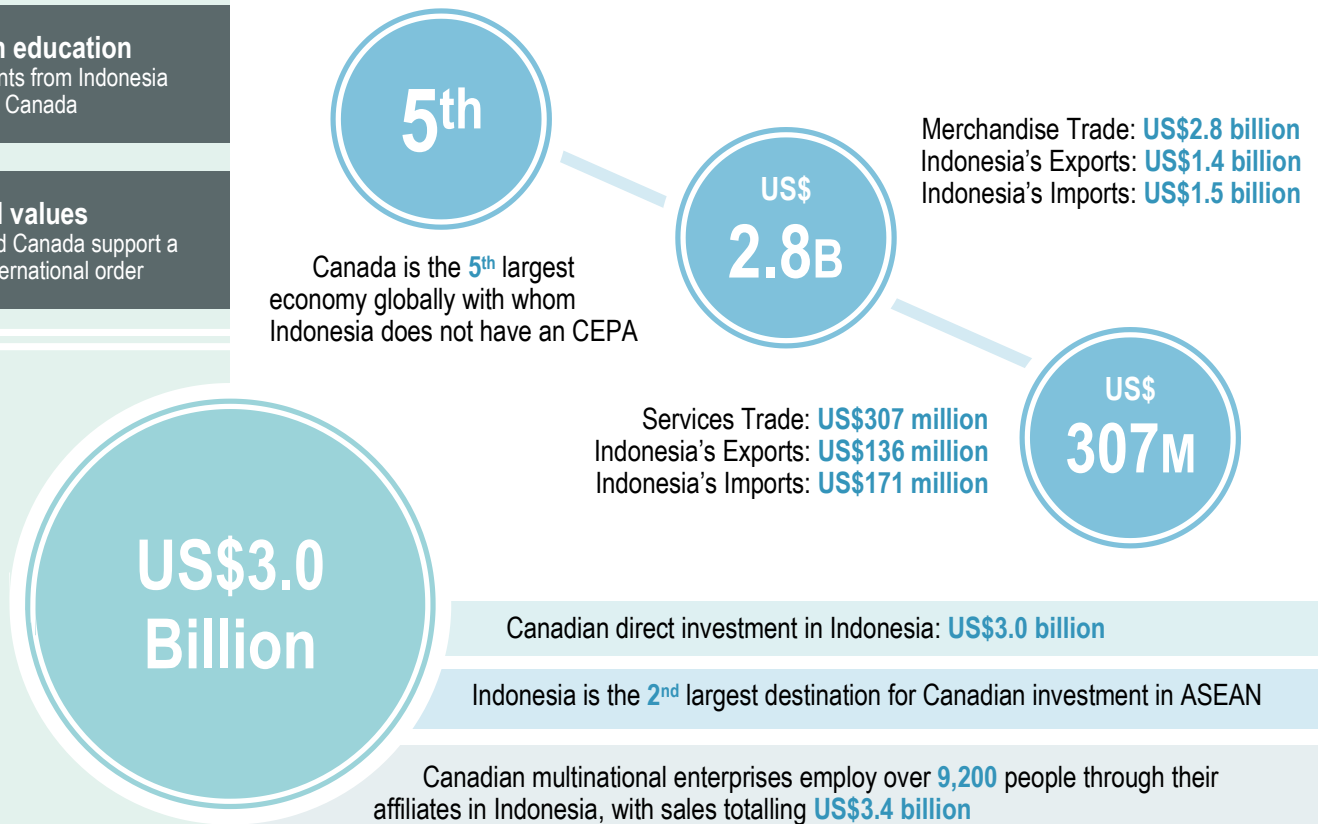 n education
nts from Indonesia
Canada
l values
d Canada support a
ernational order
5th
Canada is the 5th largest
economy globally with whom
Indonesia does not have an CEPA
US$
2.8B
Merchandise Trade: US$2.8 billion
Indonesia’s Exports: US$1.4 billion
Indonesia’s Imports: US$1.5 billion
Services Trade: US$307 million
Indonesia’s Exports: US$136 million
Indonesia’s Imports: US$171 million
US$
307M
US$3.0
Billion
Canadian direct investment in Indonesia: US$3.0 billion
Indonesia is the 2nd largest destination for Canadian investment in ASEAN
Canadian multinational enterprises employ over 9,200 people through their
affiliates in Indonesia, with sales totalling US$3.4 billion